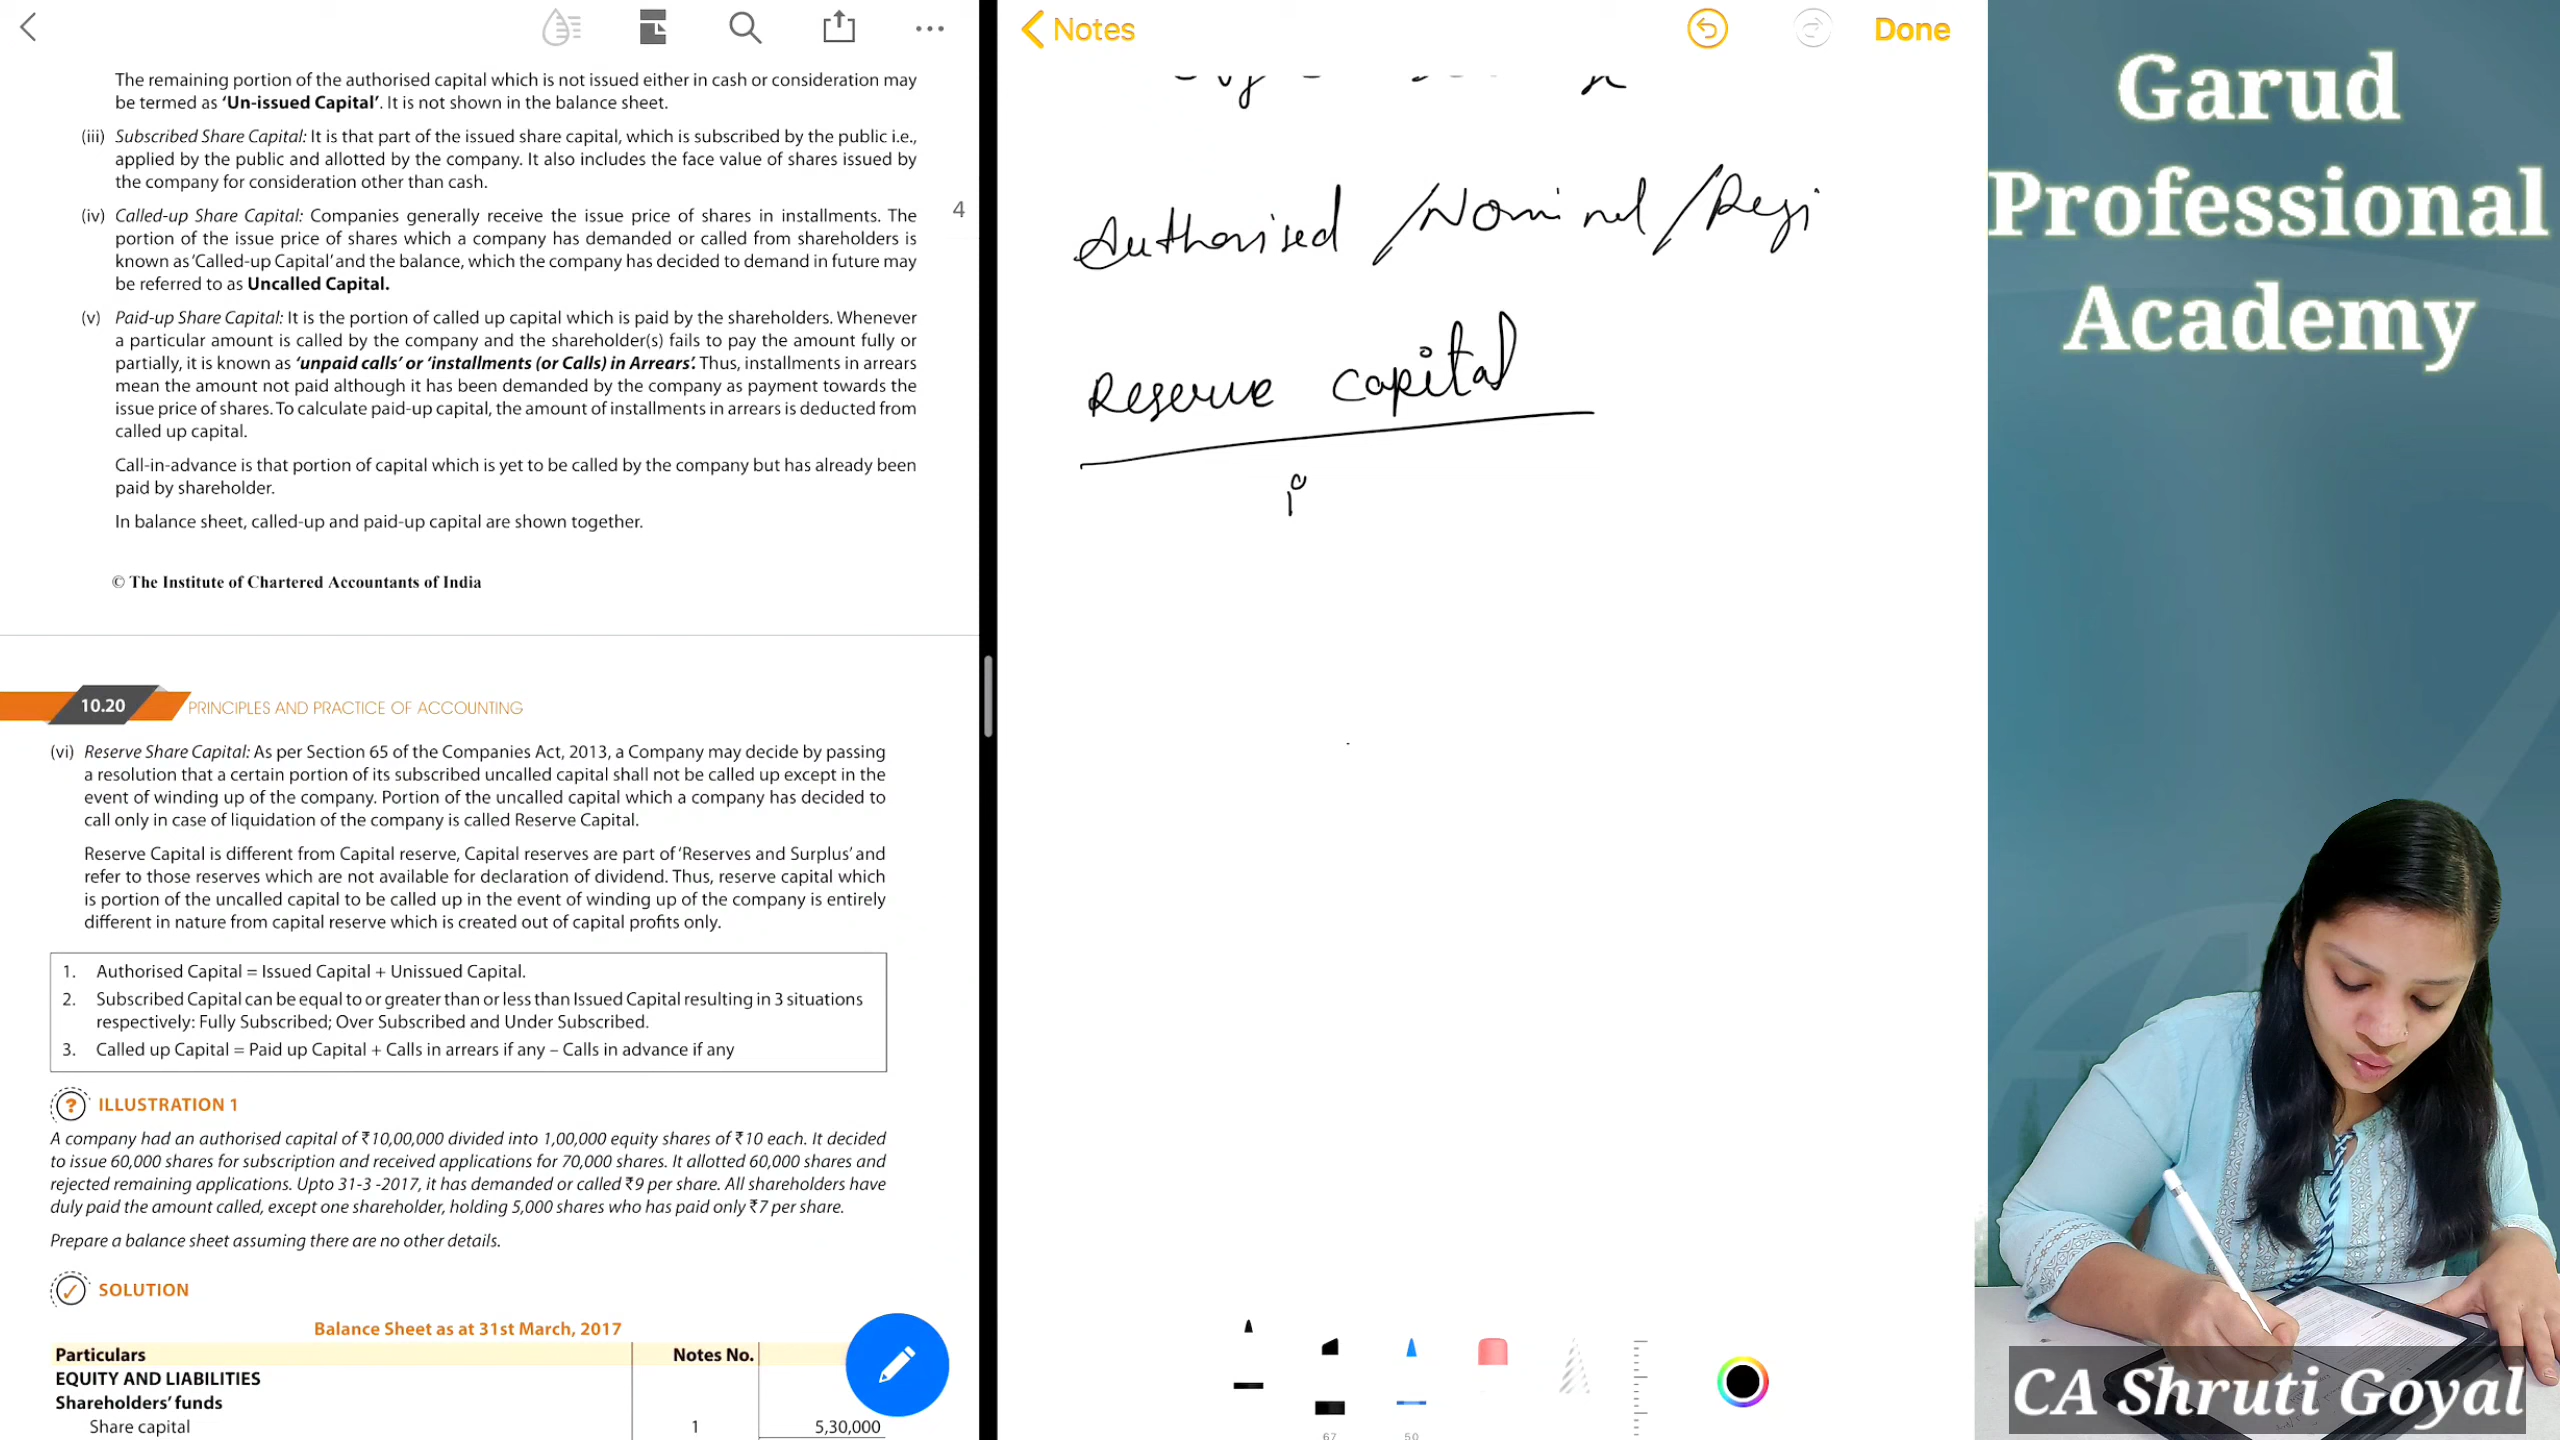 The remaining portion of the authorised capital which is not issued either in cash or consideration may
be termed as 'Un-issued Capital'. It is not shown in the balance sheet.
(iii) Subscribed Share Capital: It is that part of the issued share capital, which is subscribed by the public i.e.,
applied by the public and allotted by the company. It also includes the face value of shares issued by
the company for consideration other than cash.
(iv) Called-up Share Capital: Companies generally receive the issue price of shares in installments. The
portion of the issue price of shares which a company has demanded or called from shareholders is
known as 'Called-up Capital' and the balance, which the company has decided to demand in future may
be referred to as Uncalled Capital.
(v) Paid-up Share Capital: It is the portion of called up capital which is paid by the shareholders. Whenever
a particular amount is called by the company and the shareholder(s) fails to pay the amount fully or
partially, it is known as 'unpaid calls' or 'installments (or Calls) in Arrears'. Thus, installments in arrears
mean the amount not paid although it has been demanded by the company as payment towards the
issue price of shares. To calculate paid-up capital, the amount of installments in arrears is deducted from
called up capital.
Call-in-advance is that portion of capital which is yet to be called by the company but has already been
paid by shareholder.
In balance sheet, called-up and paid-up capital are shown together.
© The Institute of Chartered Accountants of India
4
10.20 PRINCIPLES AND PRACTICE OF ACCOUNTING
(vi) Reserve Share Capital: As per Section 65 of the Companies Act, 2013, a Company may decide by passing
a resolution that a certain portion of its subscribed uncalled capital shall not be called up except in the
event of winding up of the company. Portion of the uncalled capital which a company has decided to
call only in case of liquidation of the company is called Reserve Capital.
Reserve Capital is different from Capital reserve, Capital reserves are part of 'Reserves and Surplus' and
refer to those reserves which are not available for declaration of dividend. Thus, reserve capital which
is portion of the uncalled capital to be called up in the event of winding up of the company is entirely
different in nature from capital reserve which is created out of capital profits only.
1. Authorised Capital = Issued Capital + Unissued Capital.
2. Subscribed Capital can be equal to or greater than or less than Issued Capital resulting in 3 situations
respectively: Fully Subscribed; Over Subscribed and Under Subscribed.
3. Called up Capital = Paid up Capital + Calls in arrears if any – Calls in advance if any
? ILLUSTRATION 1
A company had an authorised capital of ₹10,00,000 divided into 1,00,000 equity shares of ₹10 each. It decided
to issue 60,000 shares for subscription and received applications for 70,000 shares. It allotted 60,000 shares and
rejected remaining applications. Upto 31-3 -2017, it has demanded or called ₹9 per share. All shareholders have
duly paid the amount called, except one shareholder, holding 5,000 shares who has paid only ₹7 per share.
Prepare a balance sheet assuming there are no other details.
SOLUTION
Balance Sheet as at 31st March, 2017
Particulars Notes No.
EQUITY AND LIABILITIES
Shareholders' funds
Share capital 1 5,30,000
Notes Done
Authorised /Nominal /Regi
Reserve Capital
i
67 50
Garud
Professional
Academy
CA Shruti Goyal